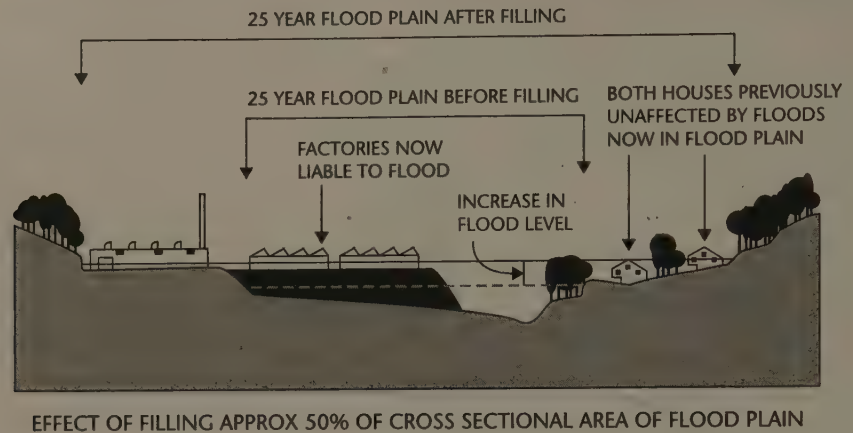 25 YEAR FLOOD PLAIN AFTER FILLING
25 YEAR FLOOD PLAIN BEFORE FILLING
BOTH HOUSES PREVIOUSLY
UNAFFECTED BY FLOODS
NOW IN FLOOD PLAIN
FACTORIES NOW
LIABLE TO FLOOD
INCREASE IN
FLOOD LEVEL
EFFECT OF FILLING APPROX 50% OF CROSS SECTIONAL AREA OF FLOOD PLAIN